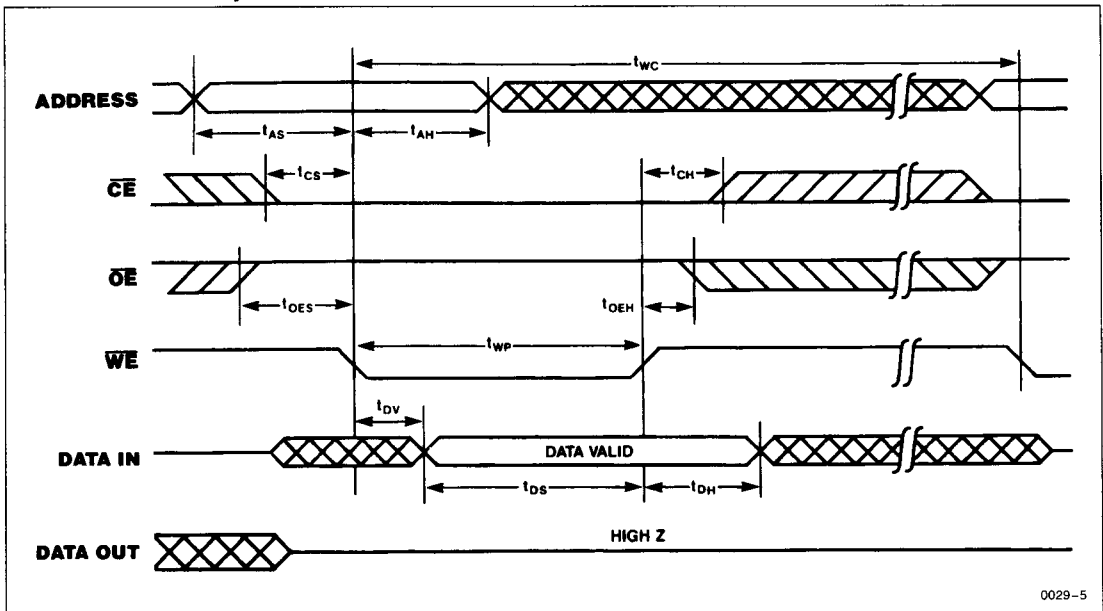 tWC
ADDRESS
tAS
tAH
CE
tCS
tCH
OE
tOES
tOEH
WE
tWP
tDV
DATA IN
DATA VALID
tDS
tDH
DATA OUT
HIGH Z
0029-5